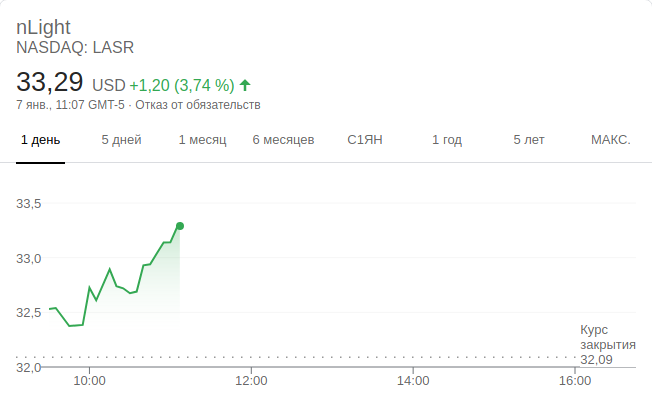 nLight
NASDAQ: LASR
33,29 USD +1,20 (3,74 %)
7 янв., 11:07 GMT-5 · Отказ от обязательств
1 день 5 дней 1 месяц 6 месяцев С1ЯН 1 год 5 лет МАКС.
33,5
33,0
32,5
Курс
закрытия
32,09
32,0
10:00 12:00 14:00 16:00